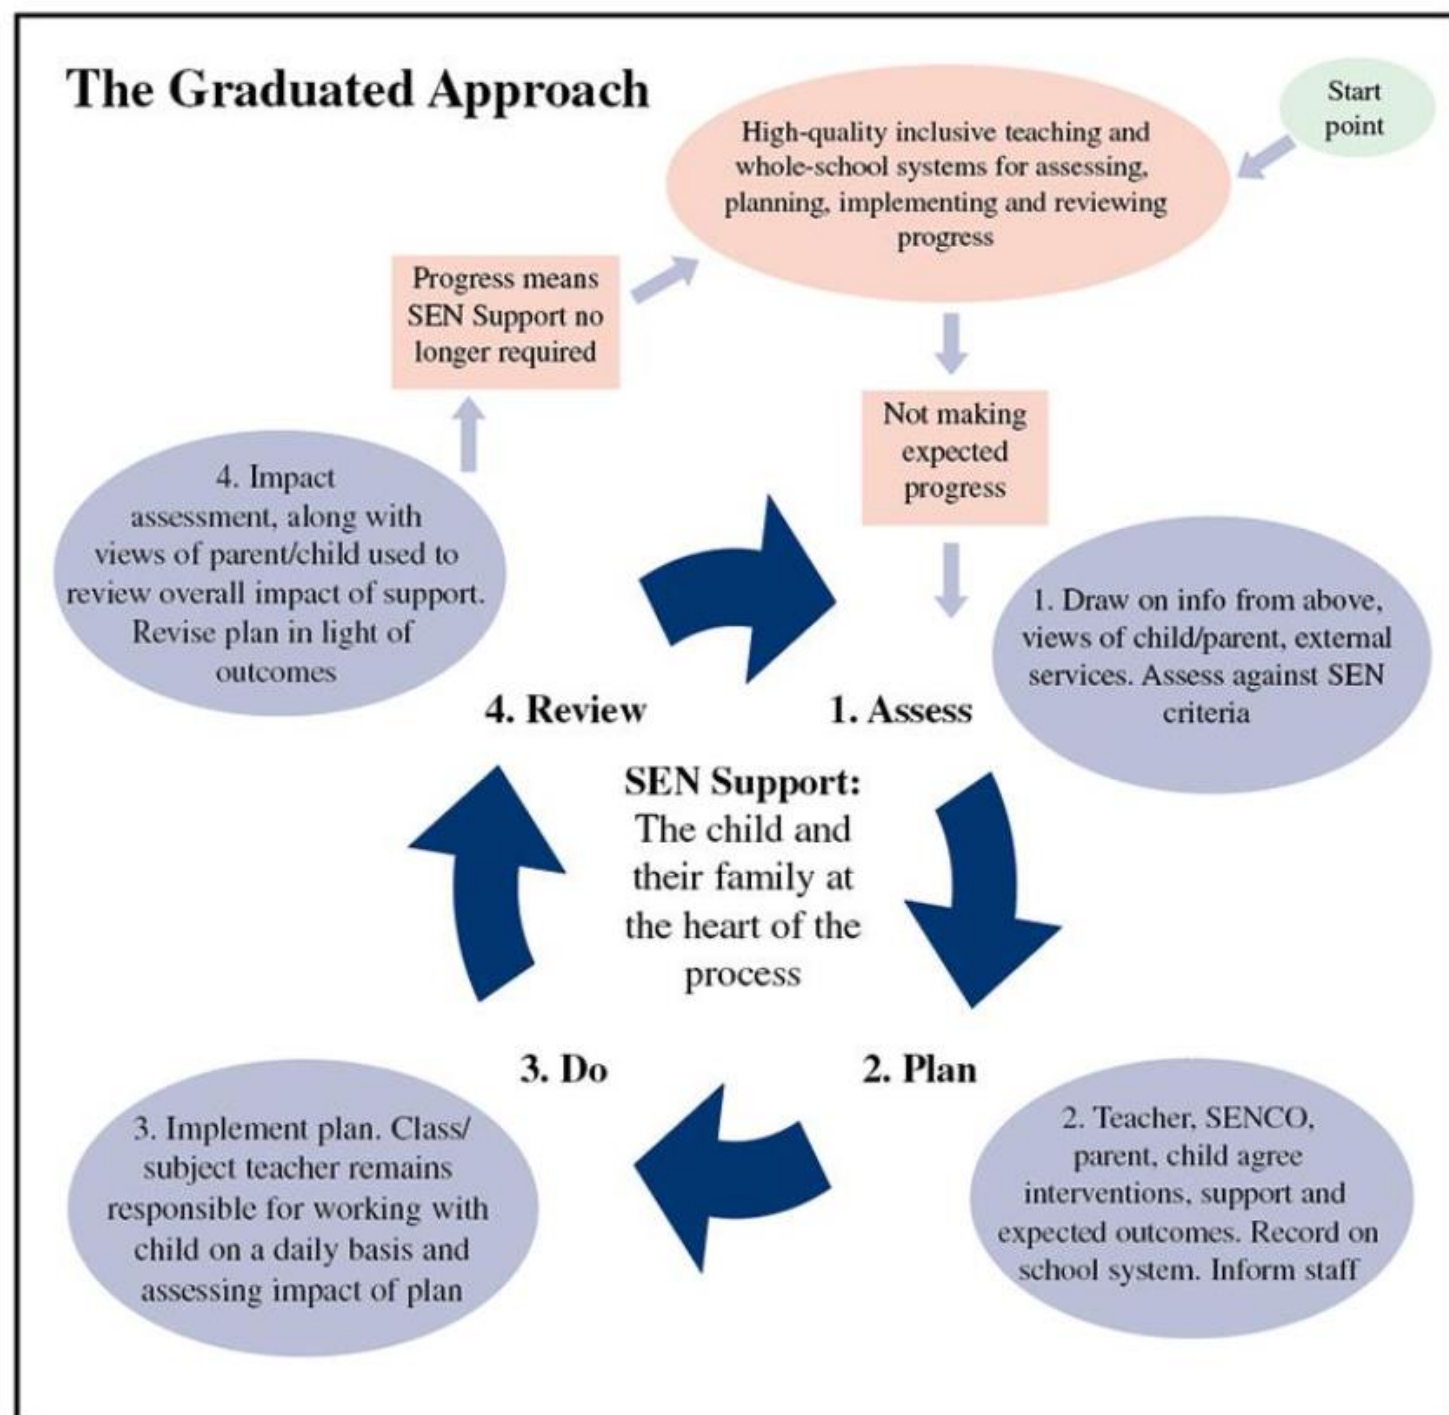 The Graduated Approach
Start
point
High-quality inclusive teaching and
whole-school systems for assessing,
planning, implementing and reviewing
progress
Progress means
SEN Support no
longer required
Not making
expected
progress
4. Impact
assessment, along with
views of parent/child used to
review overall impact of support.
Revise plan in light of
outcomes
1. Draw on info from above,
views of child/parent, external
services. Assess against SEN
criteria
4. Review
1. Assess
SEN Support:
The child and
their family at
the heart of the
process
3. Do
2. Plan
3. Implement plan. Class/
subject teacher remains
responsible for working with
child on a daily basis and
assessing impact of plan
2. Teacher, SENCO,
parent, child agree
interventions, support and
expected outcomes. Record on
school system. Inform staff